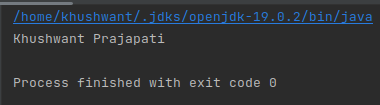 /home/khushwant/.jdks/openjdk-19.0.2/bin/java
Khushwant Prajapati
Process finished with exit code 0